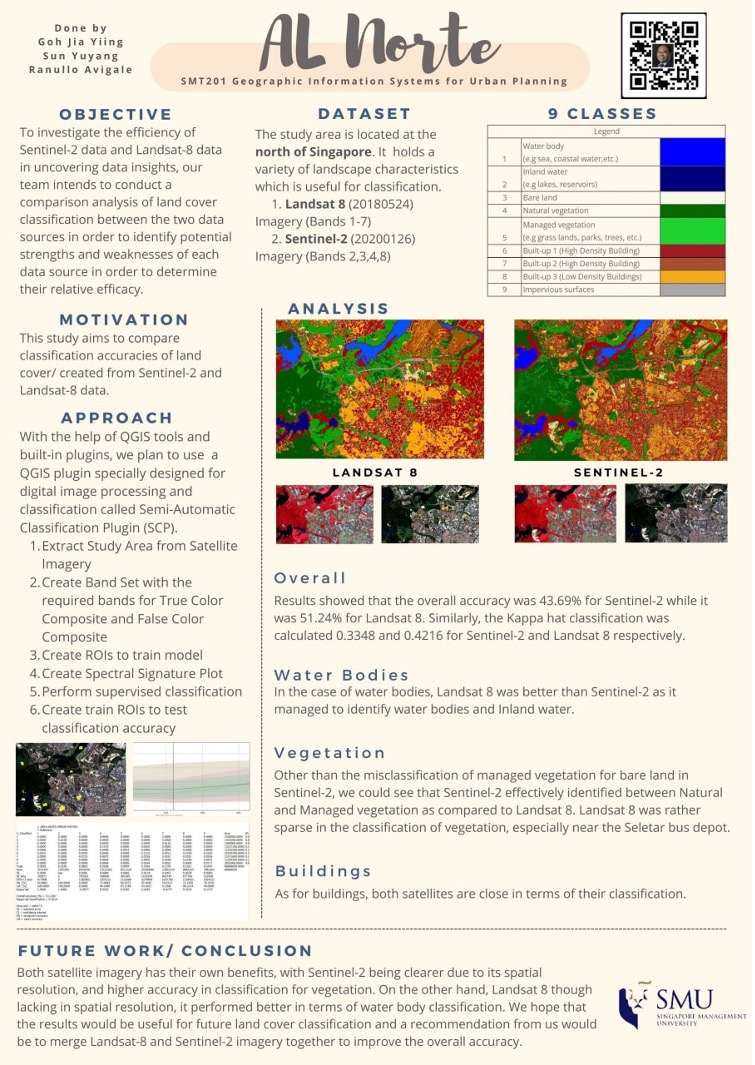 Done by
Goh Jia Yiing
Sun Yuyang
Ranullo Avigale
AL Norte
SMT201 Geographic Information Systems for Urban Planning
OBJECTIVE
To investigate the efficiency of
Sentinel-2 data and Landsat-8 data
in uncovering data insights, our
team intends to conduct a
comparison analysis of land cover
classification between the two data
sources in order to identify potential
strengths and weaknesses of each
data source in order to determine
their relative efficacy.
MOTIVATION
This study aims to compare
classification accuracies of land
cover/ created from Sentinel-2 and
Landsat-8 data.
APPROACH
With the help of QGIS tools and
built-in plugins, we plan to use a
QGIS plugin specially designed for
digital image processing and
classification called Semi-Automatic
Classification Plugin (SCP).
1. Extract Study Area from Satellite
Imagery
2. Create Band Set with the
required bands for True Color
Composite and False Color
Composite
3. Create ROIs to train model
4. Create Spectral Signature Plot
5. Perform supervised classification
6. Create train ROIs to test
classification accuracy
DATASET
The study area is located at the
north of Singapore. It holds a
variety of landscape characteristics
which is useful for classification.
1. Landsat 8 (20180524)
Imagery (Bands 1-7)
2. Sentinel-2 (20200126)
Imagery (Bands 2,3,4,8)
9 CLASSES
Legend
1 Water body
(e.g sea, coastal water,etc.)
2 Inland water
(e.g lakes, reservoirs)
3 Bare land
4 Natural vegetation
5 Managed vegetation
(e.g grass lands, parks, trees, etc.)
6 Built-up 1 (High Density Building)
7 Built-up 2 (High Density Building)
8 Built-up 3 (Low Density Buildings)
9 Impervious surfaces
ANALYSIS
LANDSAT 8
SENTINEL-2
Overall
Results showed that the overall accuracy was 43.69% for Sentinel-2 while it
was 51.24% for Landsat 8. Similarly, the Kappa hat classification was
calculated 0.3348 and 0.4216 for Sentinel-2 and Landsat 8 respectively.
Water Bodies
In the case of water bodies, Landsat 8 was better than Sentinel-2 as it
managed to identify water bodies and Inland water.
Vegetation
Other than the misclassification of managed vegetation for bare land in
Sentinel-2, we could see that Sentinel-2 effectively identified between Natural
and Managed vegetation as compared to Landsat 8. Landsat 8 was rather
sparse in the classification of vegetation, especially near the Seletar bus depot.
Buildings
As for buildings, both satellites are close in terms of their classification.
FUTURE WORK/ CONCLUSION
Both satellite imagery has their own benefits, with Sentinel-2 being clearer due to its spatial
resolution, and higher accuracy in classification for vegetation. On the other hand, Landsat 8 though
lacking in spatial resolution, it performed better in terms of water body classification. We hope that
the results would be useful for future land cover classification and a recommendation from us would
be to merge Landsat-8 and Sentinel-2 imagery together to improve the overall accuracy.
SMU
SINGAPORE MANAGEMENT
UNIVERSITY